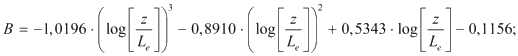 B = −1,0196 · (log[z/L_e])^3 − 0,8910 · (log[z/L_e])^2 + 0,5343 · log[z/L_e] − 0,1156;